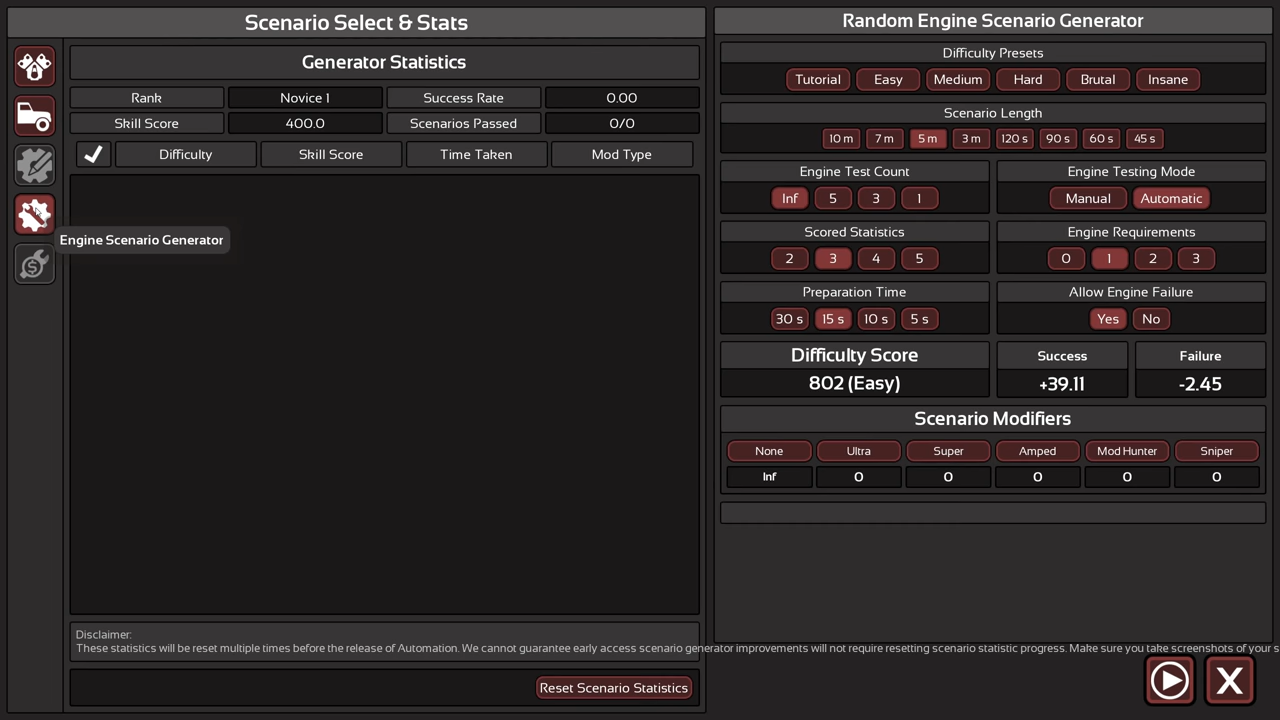 Scenario Select & Stats
Generator Statistics
Rank Novice 1 Success Rate 0.00
Skill Score 400.0 Scenarios Passed 0/0
Difficulty Skill Score Time Taken Mod Type
Engine Scenario Generator
Disclaimer:
These statistics will be reset multiple times before the release of Automation. We cannot guarantee early access scenario generator improvements will not require resetting scenario statistic progress. Make sure you take screenshots of your s
Reset Scenario Statistics
Random Engine Scenario Generator
Difficulty Presets
Tutorial Easy Medium Hard Brutal Insane
Scenario Length
10 m 7 m 5 m 3 m 120 s 90 s 60 s 45 s
Engine Test Count Engine Testing Mode
Inf 5 3 1 Manual Automatic
Scored Statistics Engine Requirements
2 3 4 5 0 1 2 3
Preparation Time Allow Engine Failure
30 s 15 s 10 s 5 s Yes No
Difficulty Score Success Failure
802 (Easy) +39.11 -2.45
Scenario Modifiers
None Ultra Super Amped Mod Hunter Sniper
Inf 0 0 0 0 0
X